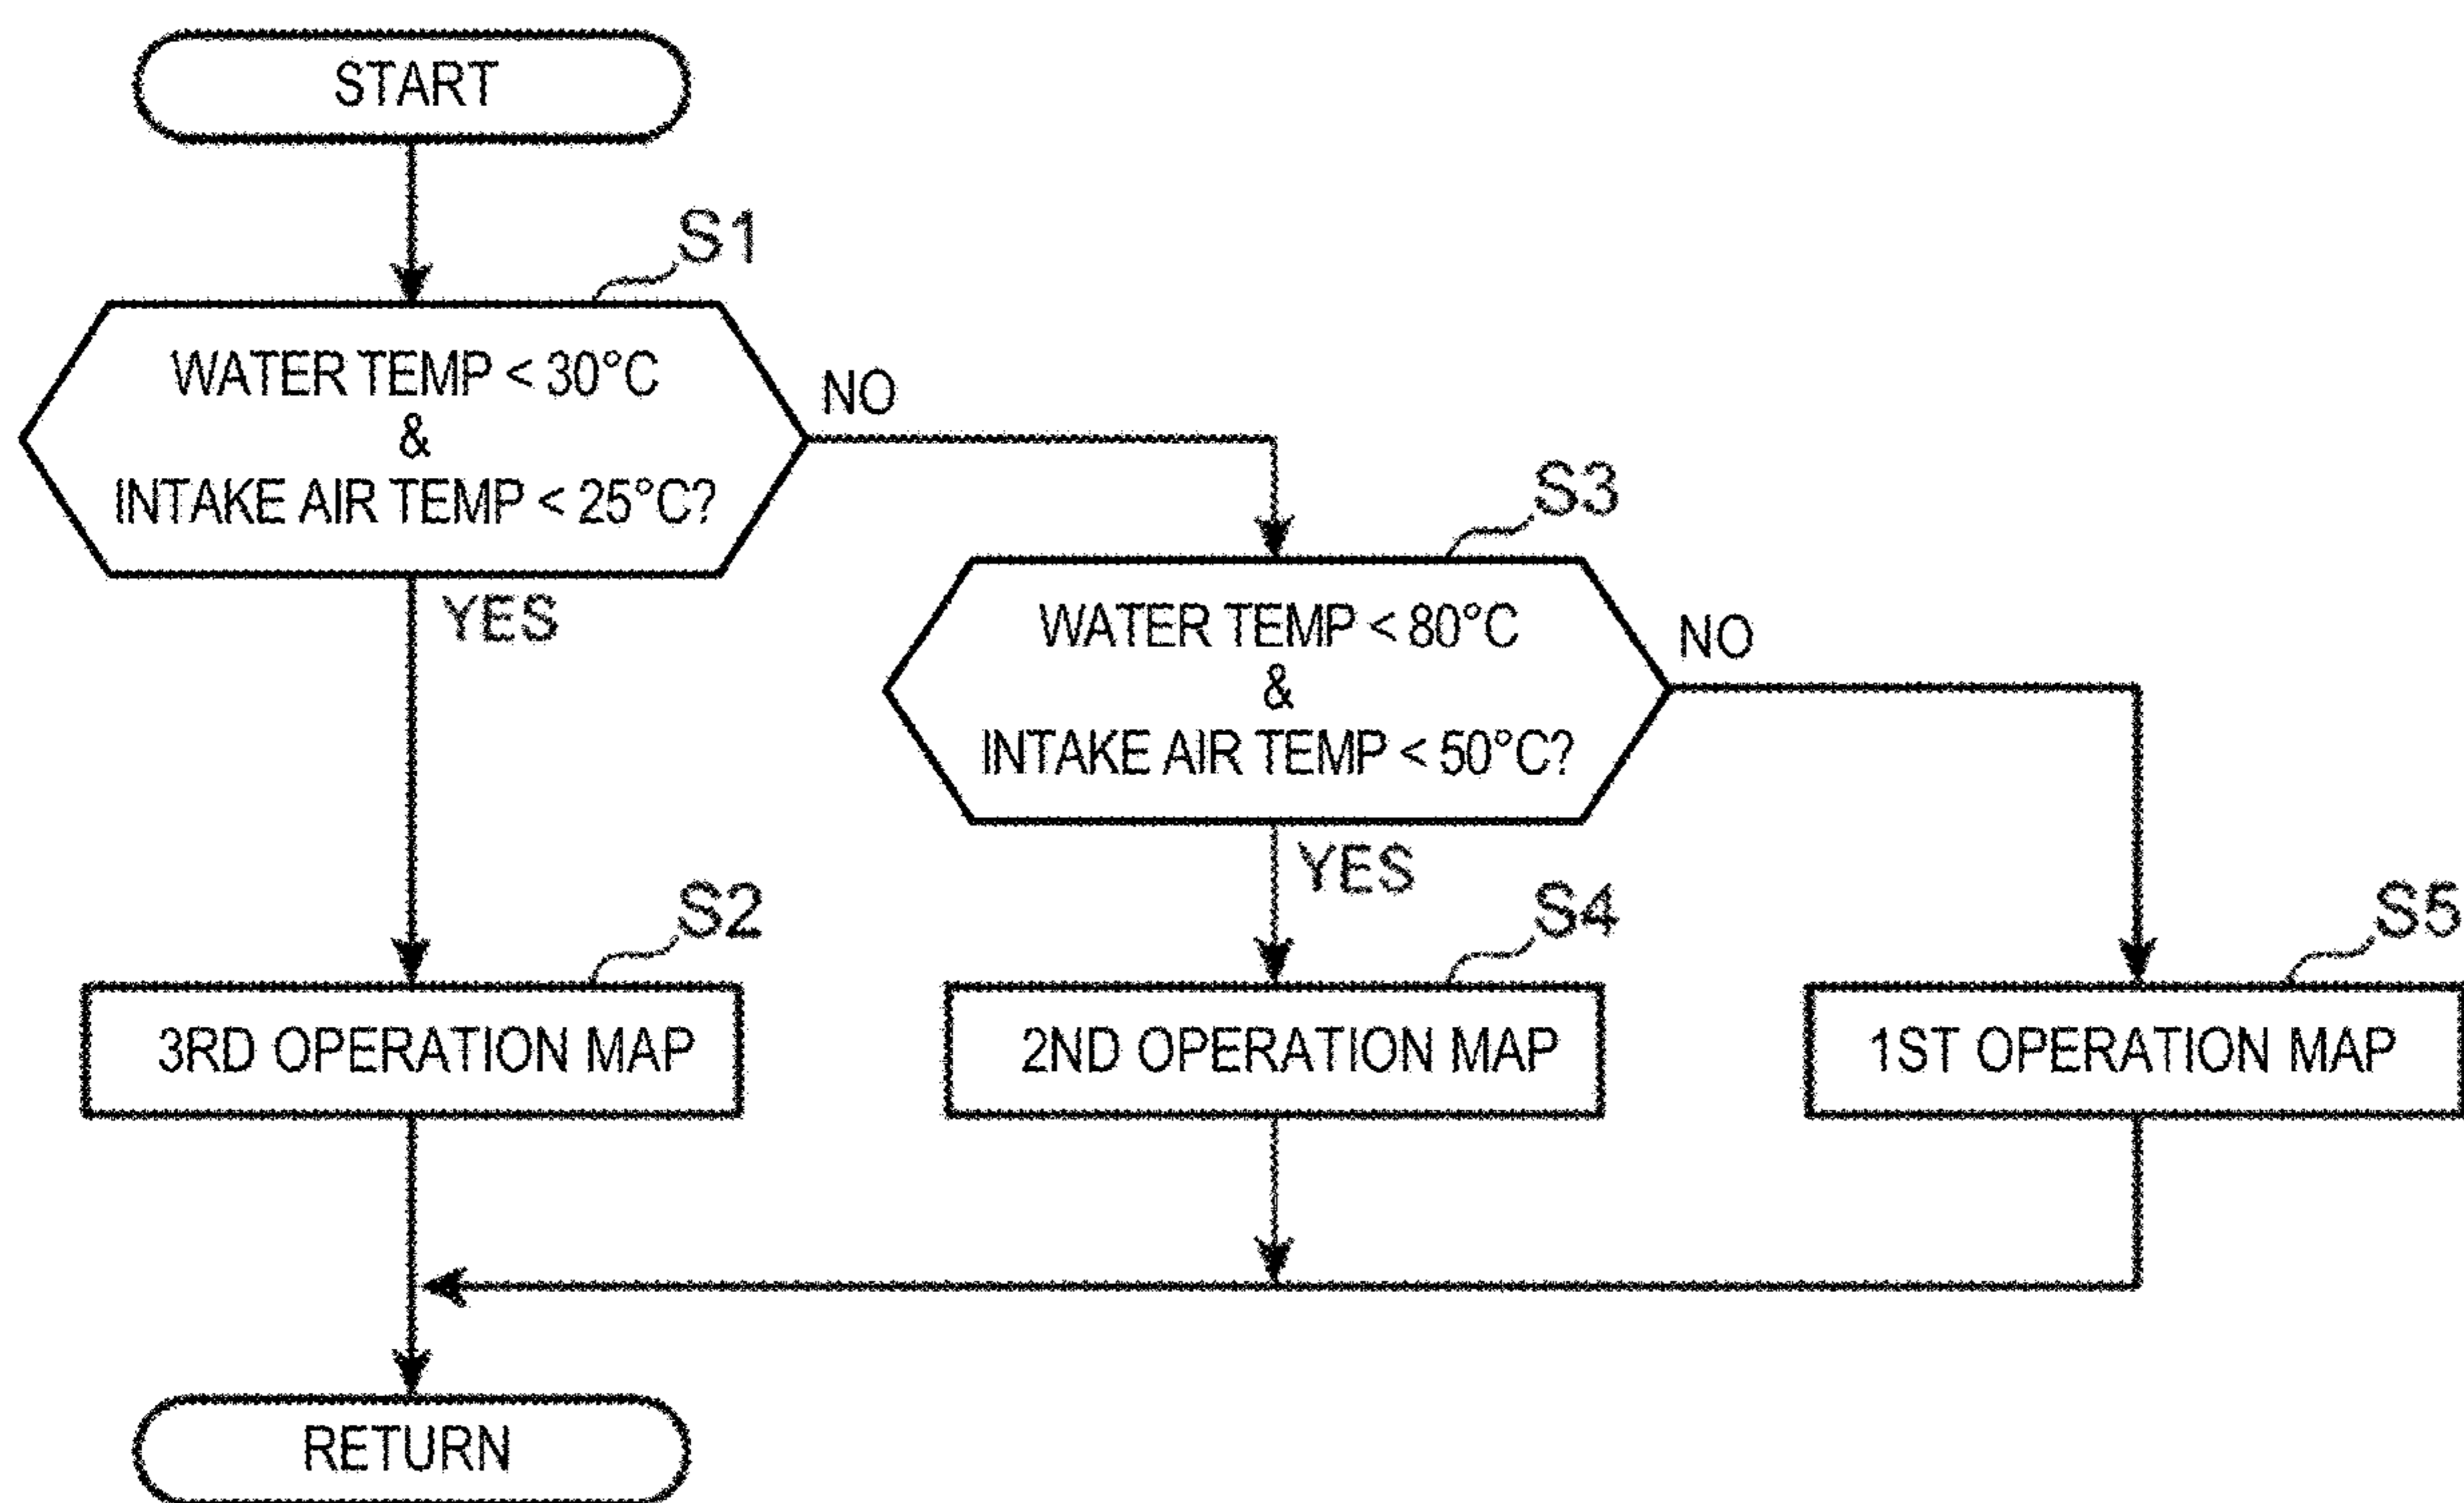 START
S1
WATER TEMP < 30°C
&
INTAKE AIR TEMP < 25°C?
NO
YES
S3
WATER TEMP < 80°C
&
INTAKE AIR TEMP < 50°C?
NO
YES
S2
3RD OPERATION MAP
S4
2ND OPERATION MAP
S5
1ST OPERATION MAP
RETURN